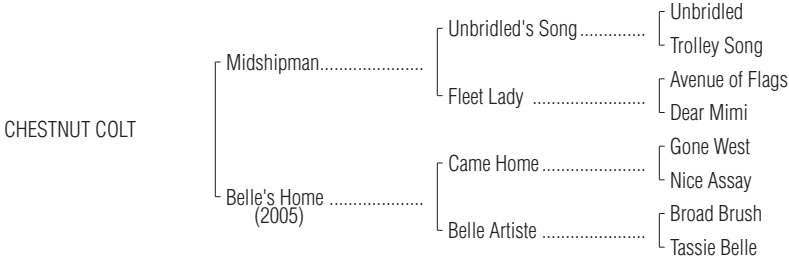 Unbridled
Unbridled's Song..............
Trolley Song
Midshipman......................
Avenue of Flags
Fleet Lady ........................
Dear Mimi
CHESTNUT COLT
Gone West
Came Home......................
Nice Assay
Belle's Home ....................
(2005)
Broad Brush
Belle Artiste ......................
Tassie Belle